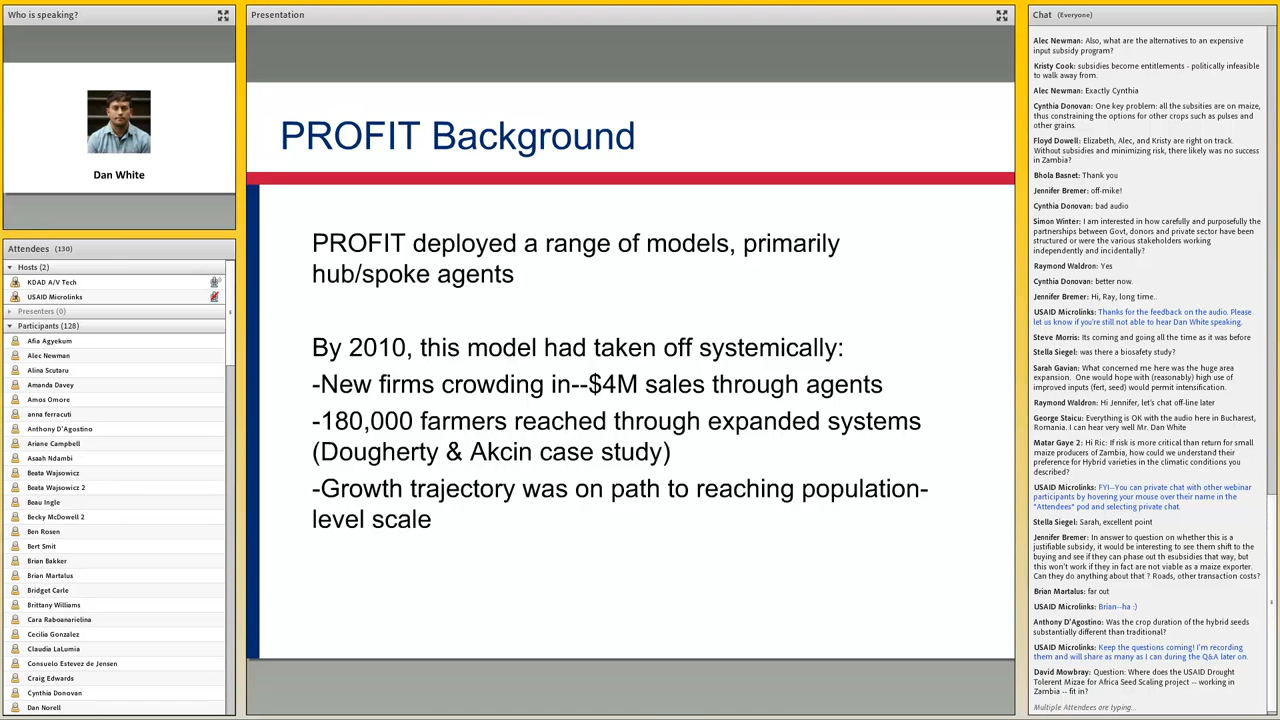 Who is speaking?
Dan White
Attendees (130)
Hosts (2)
KDAD A/V Tech
USAID Microlinks
Presenters (0)
Participants (128)
Afia Agyekum
Alec Newman
Alina Scutaru
Amanda Davey
Amos Omore
anna ferracuti
Anthony D'Agostino
Ariane Campbell
Asaah Ndambi
Beata Wajsowicz
Beata Wajsowicz 2
Beau Ingle
Becky McDowell 2
Ben Rosen
Bert Smit
Brian Bakker
Brian Martalus
Bridget Carle
Brittany Williams
Cara Raboanarielina
Cecilia Gonzalez
Claudia LaLumia
Consuelo Estevez de Jensen
Craig Edwards
Cynthia Donovan
Dan Norell
Presentation
PROFIT Background
PROFIT deployed a range of models, primarily
hub/spoke agents
By 2010, this model had taken off systemically:
-New firms crowding in--$4M sales through agents
-180,000 farmers reached through expanded systems
(Dougherty & Akcin case study)
-Growth trajectory was on path to reaching population-
level scale
Chat (Everyone)
Alec Newman: Also, what are the alternatives to an expensive
input subsidy program?
Kristy Cook: subsidies become entitlements - politically infeasible
to walk away from.
Alec Newman: Exactly Cynthia
Cynthia Donovan: One key problem: all the subsities are on maize,
thus constraining the options for other crops such as pulses and
other grains.
Floyd Dowell: Elizabeth, Alec, and Kristy are right on track.
Without subsidies and minimizing risk, there likely was no success
in Zambia?
Bhola Basnet: Thank you
Jennifer Bremer: off-mike!
Cynthia Donovan: bad audio
Simon Winter: I am interested in how carefully and purposefully the
partnerships between Govt, donors and private sector have been
structured or were the various stakeholders working
independently and incidentally?
Raymond Waldron: Yes
Cynthia Donovan: better now.
Jennifer Bremer: Hi, Ray, long time..
USAID Microlinks: Thanks for the feedback on the audio. Please
let us know if you're still not able to hear Dan White speaking.
Steve Morris: Its coming and going all the time as it was before
Stella Siegel: was there a biosafety study?
Sarah Gavian: What concerned me here was the huge area
expansion. One would hope with (reasonably) high use of
improved inputs (fert, seed) would permit intensification.
Raymond Waldron: Hi Jennifer, let's chat off-line later
George Staicu: Everything is OK with the audio here in Bucharest,
Romania. I can hear very well Mr. Dan White
Matar Gaye 2: Hi Ric: If risk is more critical than return for small
maize producers of Zambia, how could we understand their
preference for Hybrid varieties in the climatic conditions you
described?
USAID Microlinks: FYI--You can private chat with other webinar
participants by hovering your mouse over their name in the
"Attendees" pod and selecting private chat.
Stella Siegel: Sarah, excellent point
Jennifer Bremer: In answer to question on whether this is a
justifiable subsidy, it would be interesting to see them shift to the
buying and see if they can phase out th esubsidies that way, but
this won't work if they in fact are not viable as a maize exporter.
Can they do anything about that ? Roads, other transaction costs?
Brian Martalus: far out
USAID Microlinks: Brian--ha :)
Anthony D'Agostino: Was the crop duration of the hybrid seeds
substantially different than traditional?
USAID Microlinks: Keep the questions coming! I'm recording
them and will share as many as I can during the Q&A later on.
David Mowbray: Question: Where does the USAID Drought
Tolerent Mizae for Africa Seed Scaling project -- working in
Zambia -- fit in?
Multiple Attendees are typing...